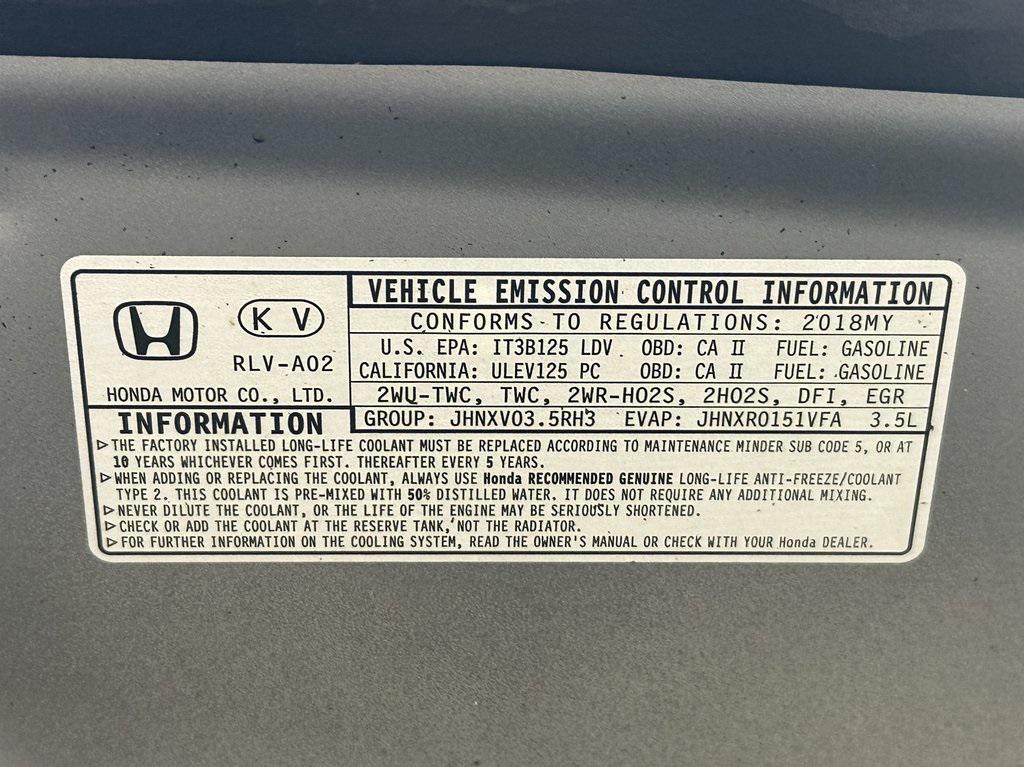 VEHICLE EMISSION CONTROL INFORMATION
K V
CONFORMS TO REGULATIONS: 2018MY
RLV-A02
U.S. EPA: IT3B125 LDV OBD: CA II FUEL: GASOLINE
CALIFORNIA: ULEV125 PC OBD: CA II FUEL: GASOLINE
HONDA MOTOR CO., LTD.
2WU-TWC, TWC, 2WR-HO2S, 2HO2S, DFI, EGR
INFORMATION
GROUP: JHNXV03.5RH3 EVAP: JHNXR0151VFA 3.5L
▷THE FACTORY INSTALLED LONG-LIFE COOLANT MUST BE REPLACED ACCORDING TO MAINTENANCE MINDER SUB CODE 5, OR AT
10 YEARS WHICHEVER COMES FIRST. THEREAFTER EVERY 5 YEARS.
▷WHEN ADDING OR REPLACING THE COOLANT, ALWAYS USE Honda RECOMMENDED GENUINE LONG-LIFE ANTI-FREEZE/COOLANT
TYPE 2. THIS COOLANT IS PRE-MIXED WITH 50% DISTILLED WATER. IT DOES NOT REQUIRE ANY ADDITIONAL MIXING.
▷NEVER DILUTE THE COOLANT, OR THE LIFE OF THE ENGINE MAY BE SERIOUSLY SHORTENED.
▷CHECK OR ADD THE COOLANT AT THE RESERVE TANK, NOT THE RADIATOR.
▷FOR FURTHER INFORMATION ON THE COOLING SYSTEM, READ THE OWNER'S MANUAL OR CHECK WITH YOUR Honda DEALER.